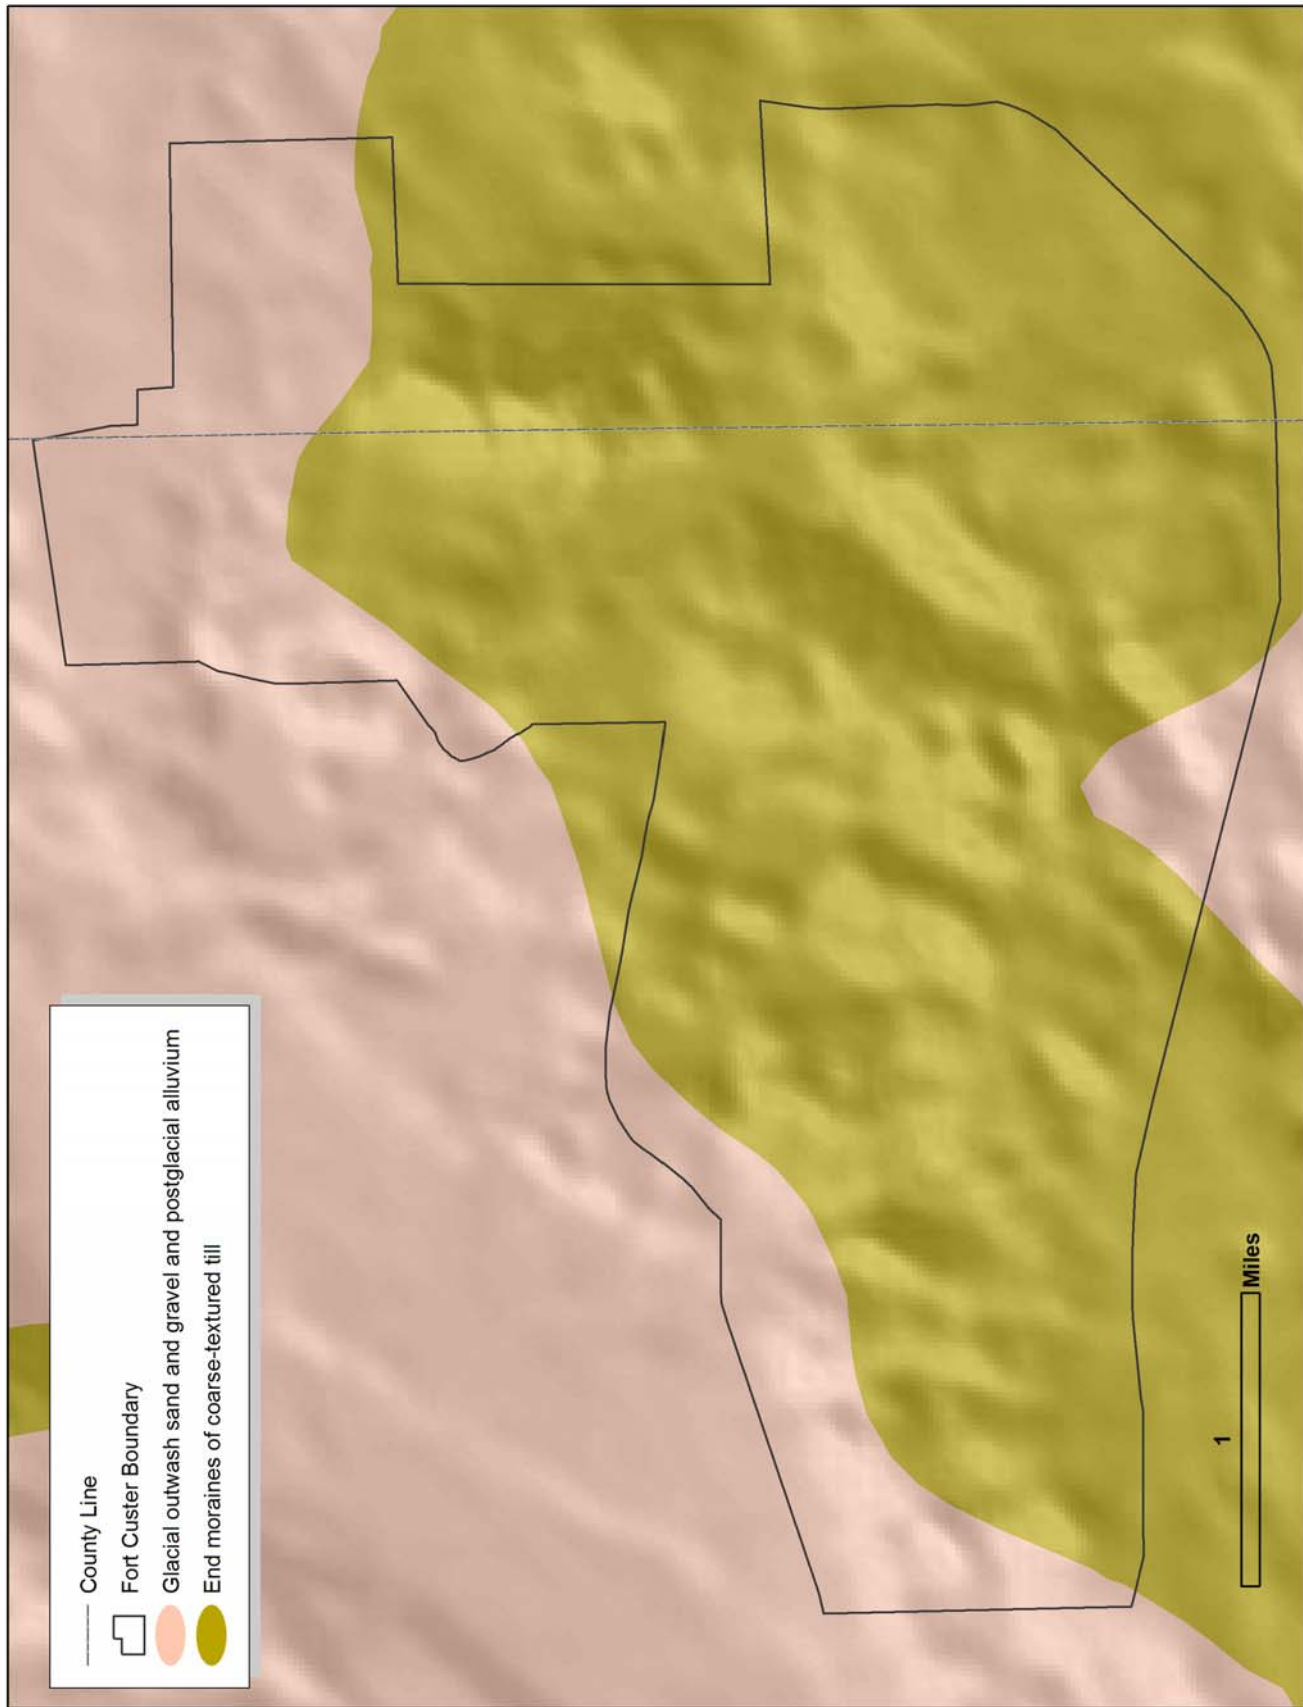 County Line
Fort Custer Boundary
Glacial outwash sand and gravel and postglacial alluvium
End moraines of coarse-textured till
1
Miles